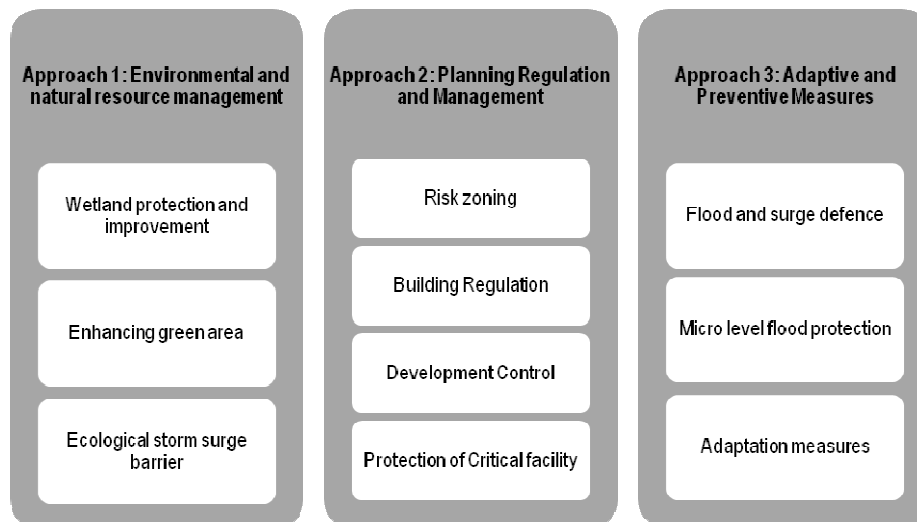 Approach 1: Environmental and
natural resource management
Wetland protection and
improvement
Enhancing green area
Ecological storm surge
barrier
Approach 2: Planning Regulation
and Management
Risk zoning
Building Regulation
Development Control
Protection of Critical facility
Approach 3: Adaptive and
Preventive Measures
Flood and surge defence
Micro level flood protection
Adaptation measures